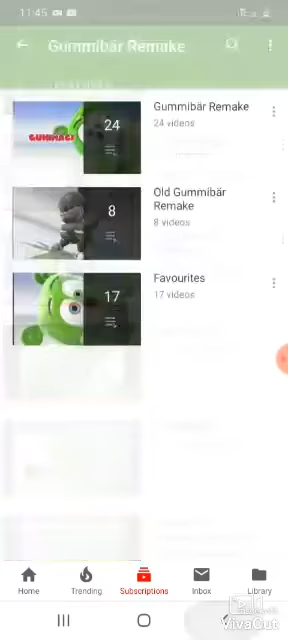 11:45
Gummibär Remake
24
Gummibär Remake
24 videos
8
Old Gummibär
Remake
8 videos
17
Favourites
17 videos
Home
Trending
Subscriptions
Inbox
Library
VivaCut